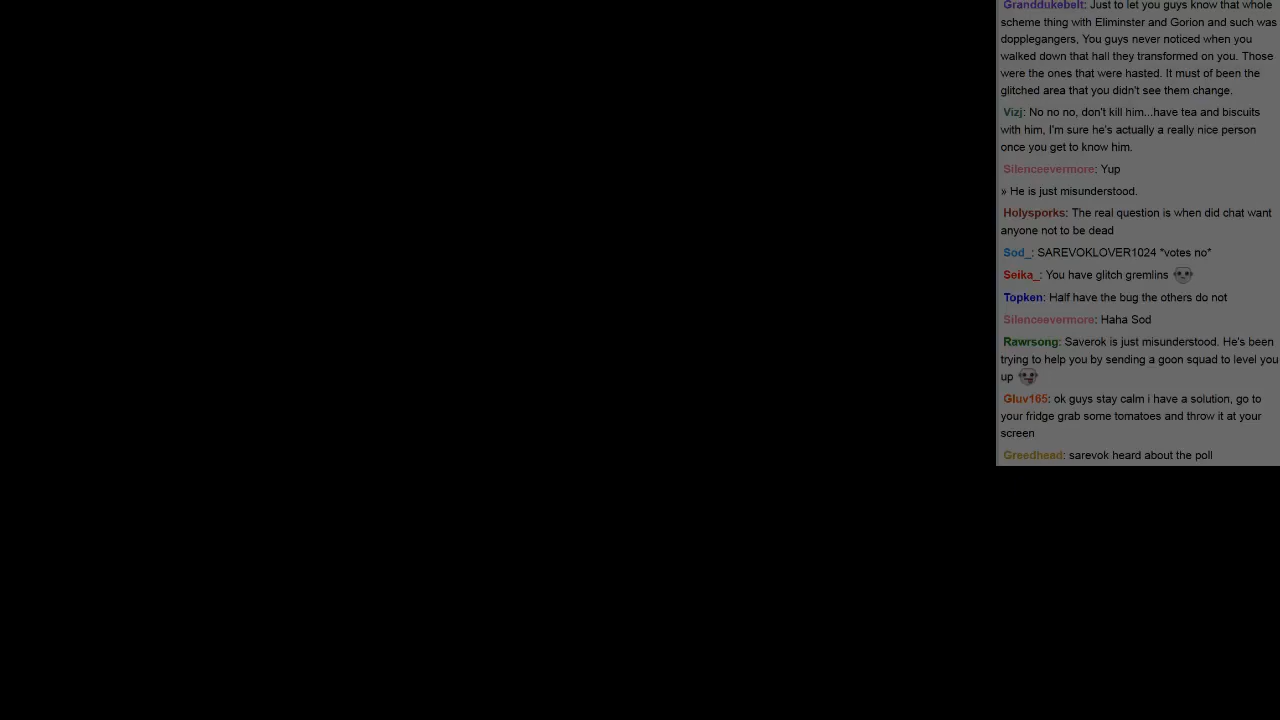 Granddukebelt: Just to let you guys know that whole
scheme thing with Eliminster and Gorion and such was
dopplegangers, You guys never noticed when you
walked down that hall they transformed on you. Those
were the ones that were hasted. It must of been the
glitched area that you didn't see them change.
Vizj: No no no, don't kill him...have tea and biscuits
with him, I'm sure he's actually a really nice person
once you get to know him.
Silenceevermore: Yup
» He is just misunderstood.
Holysporks: The real question is when did chat want
anyone not to be dead
Sod_: SAREVOKLOVER1024 *votes no*
Seika_: You have glitch gremlins
Topken: Half have the bug the others do not
Silenceevermore: Haha Sod
Rawrsong: Saverok is just misunderstood. He's been
trying to help you by sending a goon squad to level you
up
Gluv165: ok guys stay calm i have a solution, go to
your fridge grab some tomatoes and throw it at your
screen
Greedhead: sarevok heard about the poll